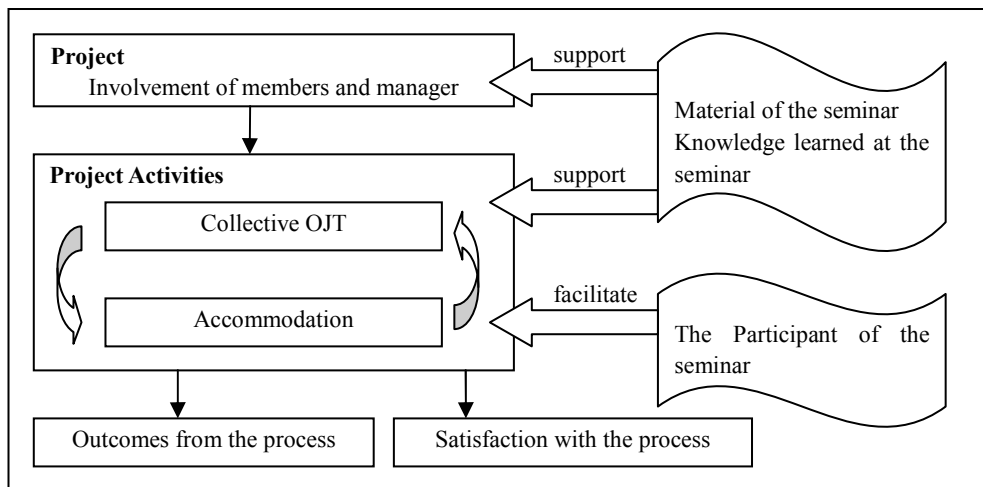 Project
Involvement of members and manager
support
Material of the seminar
Knowledge learned at the
seminar
Project Activities
support
Collective OJT
facilitate
Accommodation
The Participant of the
seminar
Outcomes from the process
Satisfaction with the process